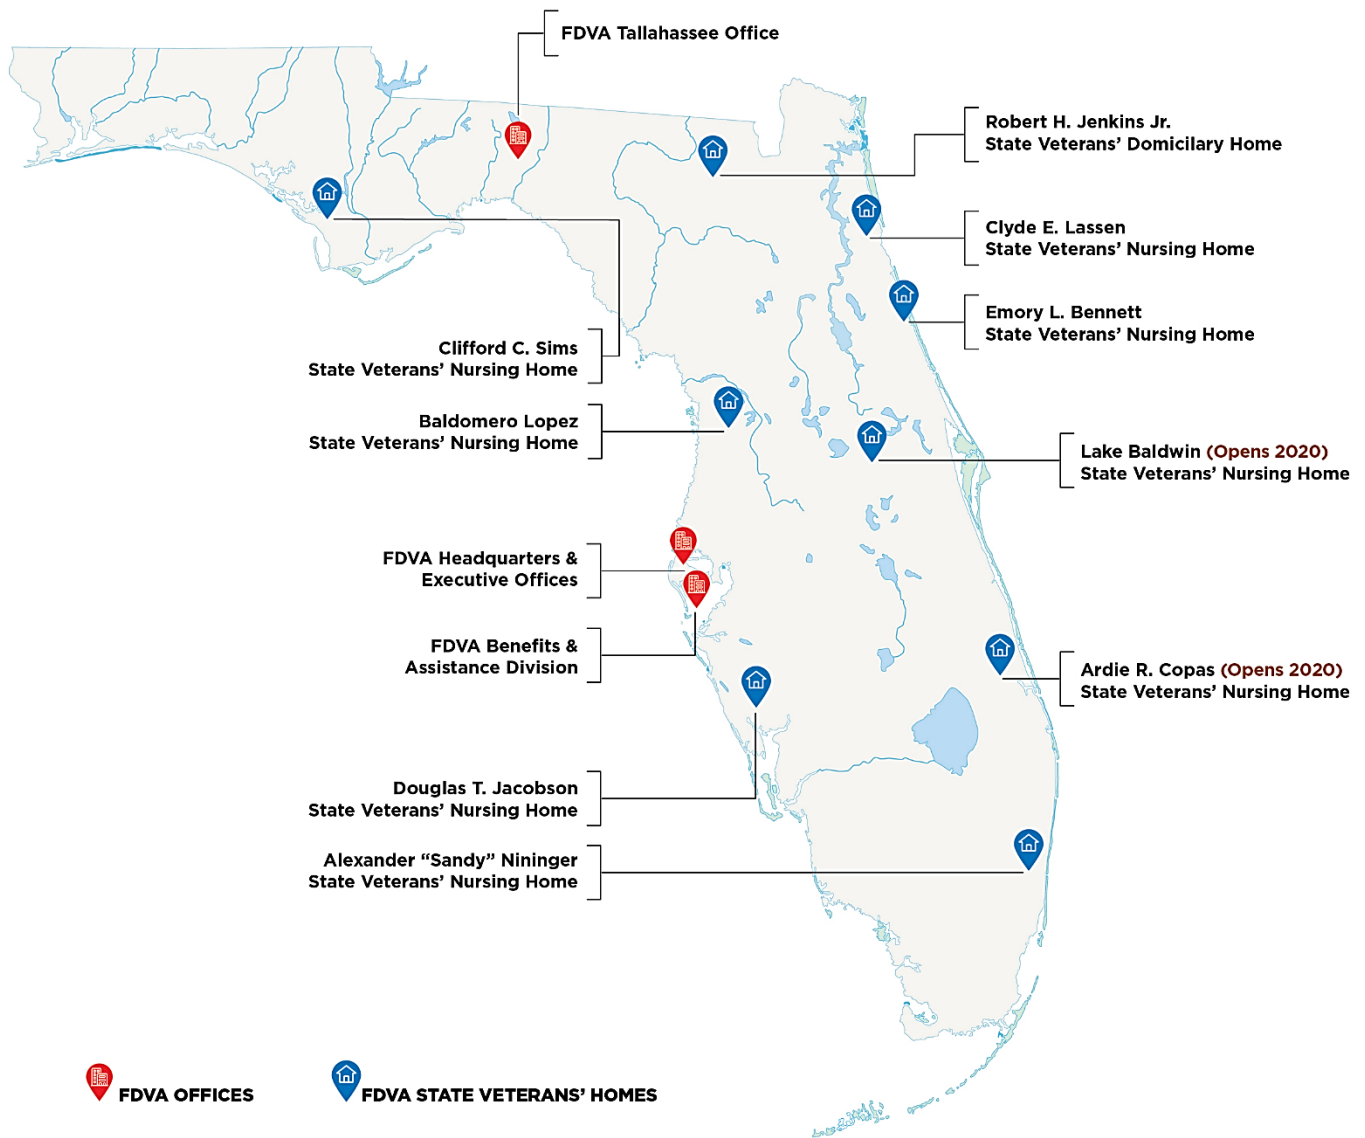 FDVA Tallahassee Office
Robert H. Jenkins Jr.
State Veterans’ Domicilary Home
Clyde E. Lassen
State Veterans’ Nursing Home
Emory L. Bennett
State Veterans’ Nursing Home
Clifford C. Sims
State Veterans’ Nursing Home
Baldomero Lopez
State Veterans’ Nursing Home
Lake Baldwin (Opens 2020)
State Veterans’ Nursing Home
FDVA Headquarters &
Executive Offices
FDVA Benefits &
Assistance Division
Ardie R. Copas (Opens 2020)
State Veterans’ Nursing Home
Douglas T. Jacobson
State Veterans’ Nursing Home
Alexander “Sandy” Nininger
State Veterans’ Nursing Home
FDVA OFFICES
FDVA STATE VETERANS’ HOMES